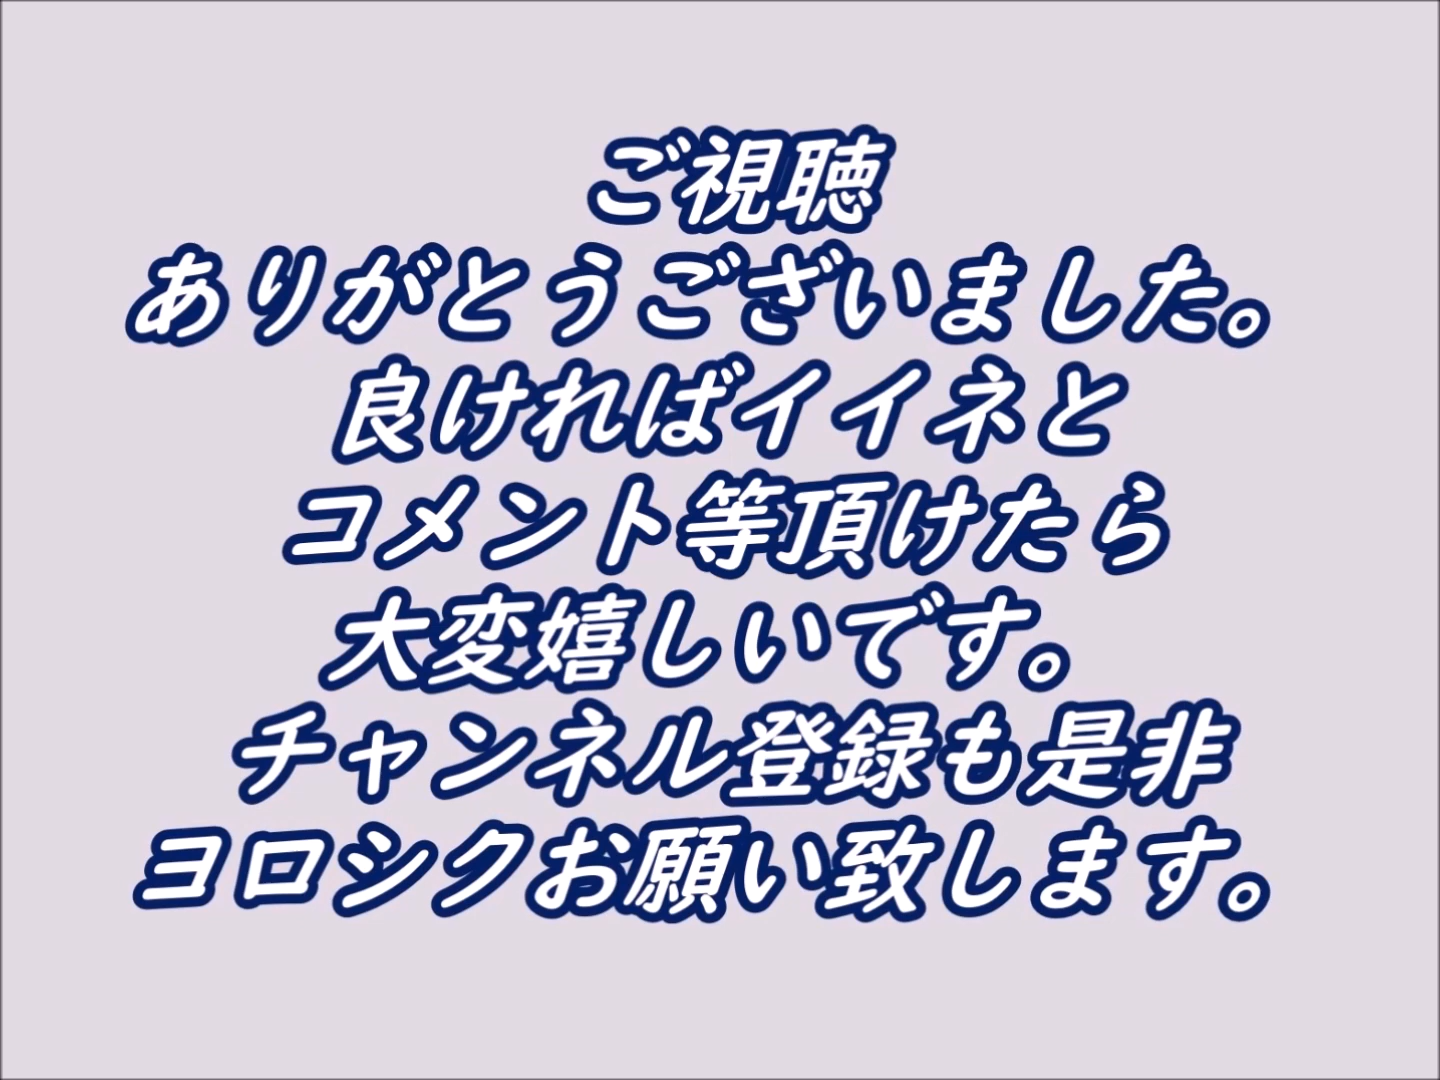 ご視聴
ありがとうございました。
良ければイイネと
コメント等頂けたら
大変嬉しいです。
チャンネル登録も是非
ヨロシクお願い致します。